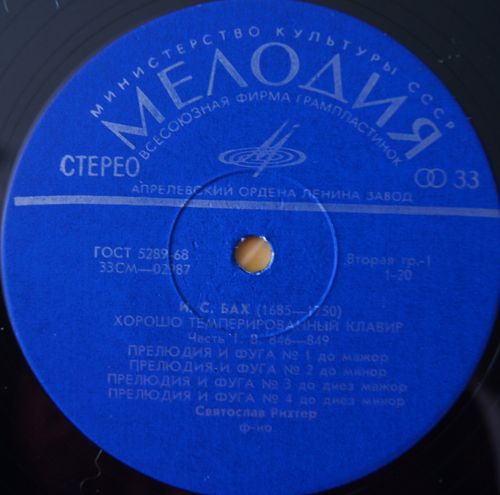 МИНИСТЕРСТВО КУЛЬТУРЫ СССР
МЕЛОДИЯ
ВСЕСОЮЗНАЯ ФИРМА ГРАМПЛАСТИНОК
СТЕРЕО
33
АПРЕЛЕВСКИЙ ОРДЕНА ЛЕНИНА ЗАВОД
ГОСТ 5289-68
33СМ—02987
Вторая гр.-1
1-20
И. С. БАХ (1685—1750)
ХОРОШО ТЕМПЕРИРОВАННЫЙ КЛАВИР
Часть 1. В. 846—849
ПРЕЛЮДИЯ И ФУГА № 1 до мажор
ПРЕЛЮДИЯ И ФУГА № 2 до минор
ПРЕЛЮДИЯ И ФУГА № 3 до диез мажор
ПРЕЛЮДИЯ И ФУГА № 4 до диез минор
Святослав Рихтер
ф-но